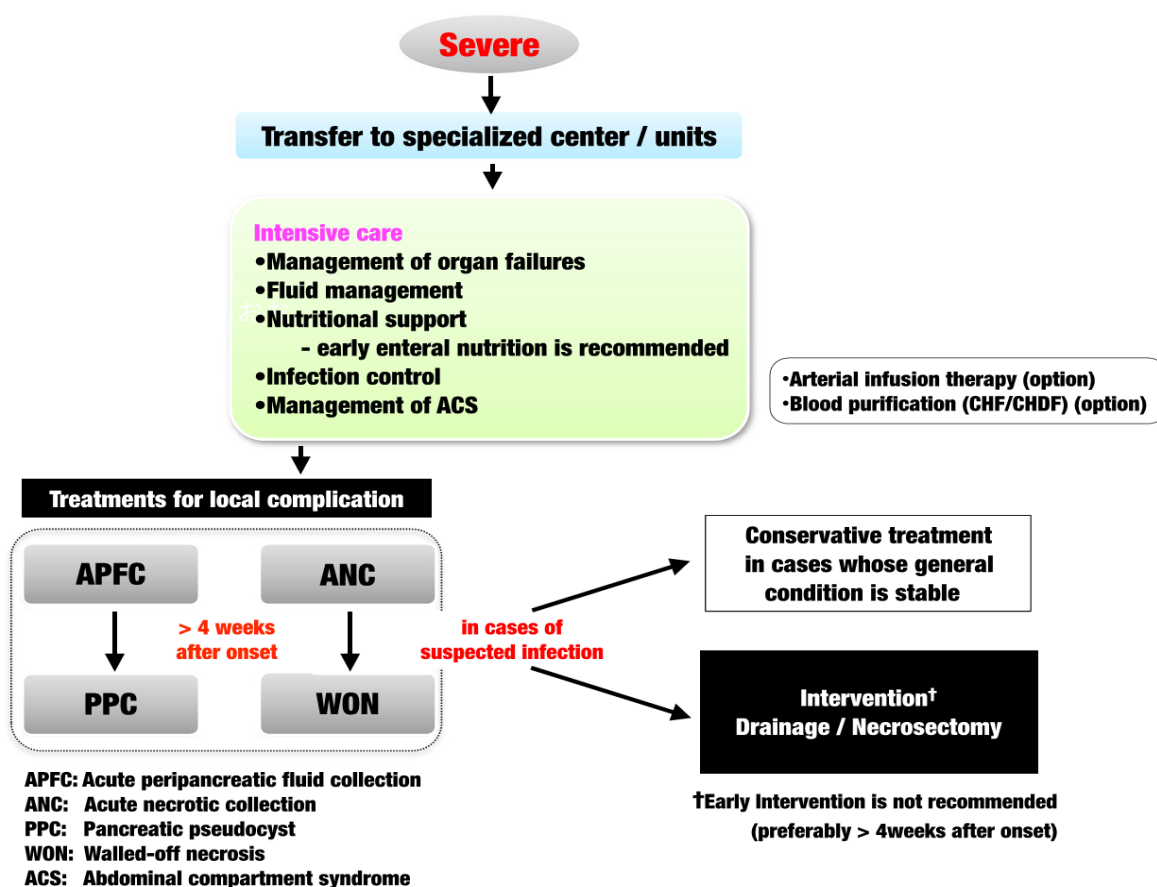 Severe
Transfer to specialized center / units
Intensive care
•Management of organ failures
•Fluid management
•Nutritional support
- early enteral nutrition is recommended
•Infection control
•Management of ACS
•Arterial infusion therapy (option)
•Blood purification (CHF/CHDF) (option)
Treatments for local complication
APFC
ANC
> 4 weeks
after onset
PPC
WON
in cases of
suspected infection
Conservative treatment
in cases whose general
condition is stable
Intervention†
Drainage / Necrosectomy
†Early Intervention is not recommended
(preferably > 4weeks after onset)
APFC: Acute peripancreatic fluid collection
ANC: Acute necrotic collection
PPC: Pancreatic pseudocyst
WON: Walled-off necrosis
ACS: Abdominal compartment syndrome